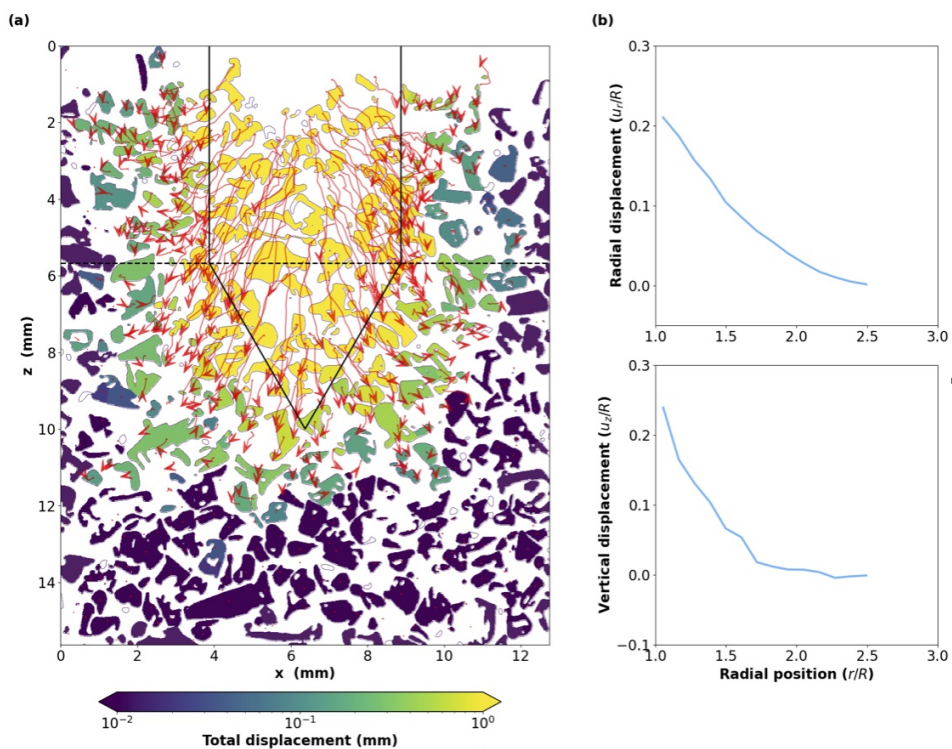 (a)
0
2
4
6
8
10
12
14
z (mm)
0 2 4 6 8 10 12
x (mm)
10⁻² 10⁻¹ 10⁰
Total displacement (mm)
(b)
0.3
0.2
0.1
0.0
Radial displacement (uᵣ/R)
1.0 1.5 2.0 2.5 3.0
0.3
0.2
0.1
0.0
−0.1
Vertical displacement (u_z/R)
1.0 1.5 2.0 2.5 3.0
Radial position (r/R)